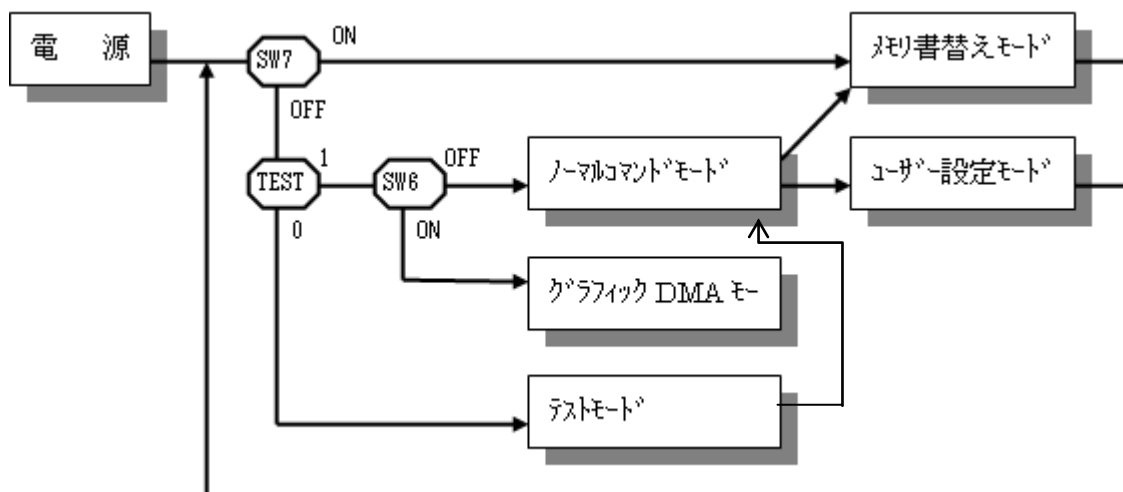 電　源
SW7
ON
ﾒﾓﾘ書替えﾓｰﾄﾞ
OFF
TEST
1
SW6
OFF
ﾉｰﾏﾙｺﾏﾝﾄﾞﾓｰﾄﾞ
ﾕｰｻﾞｰ設定ﾓｰﾄﾞ
0
ON
ｸﾞﾗﾌｨｯｸ DMA ﾓｰ
ﾃｽﾄﾓｰﾄﾞ